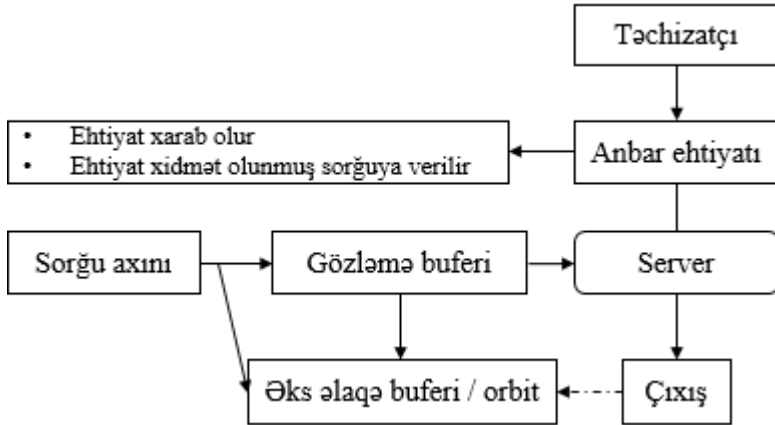 Təchizatçı
• Ehtiyat xarab olur
• Ehtiyat xidmət olunmuş sorğuya verilir
Anbar ehtiyatı
Sorğu axını
Gözləmə buferi
Server
Əks əlaqə buferi / orbit
Çıxış